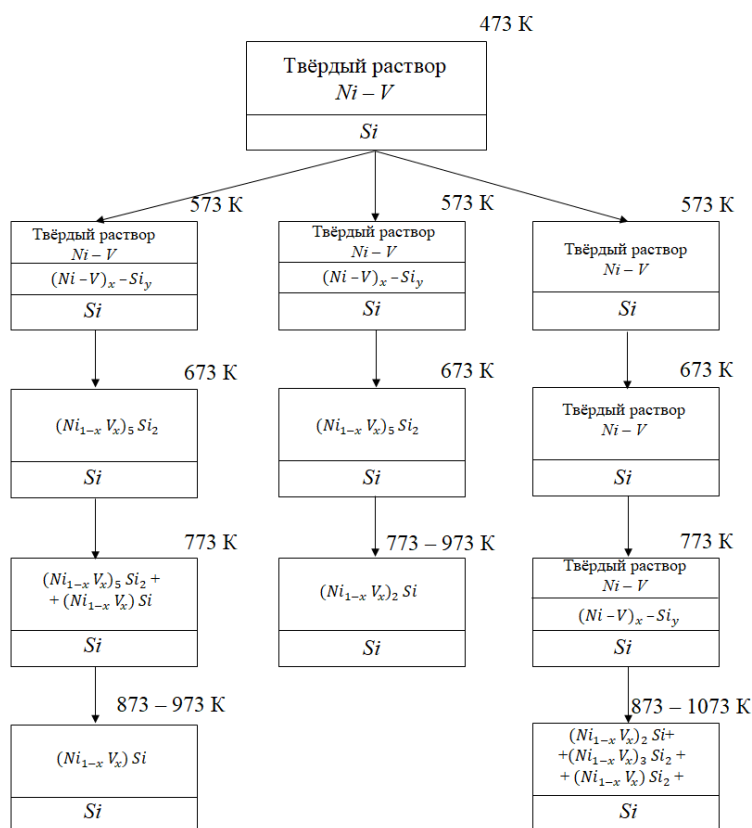 473 К
Твёрдый раствор
Ni – V
Si
573 К
573 К
573 К
Твёрдый раствор
Ni – V
(Ni –V)ₓ –Si_y
Si
Твёрдый раствор
Ni – V
(Ni –V)ₓ –Si_y
Si
Твёрдый раствор
Ni – V
Si
673 К
673 К
673 К
(Ni₁₋ₓ Vₓ)₅ Si₂
Si
(Ni₁₋ₓ Vₓ)₅ Si₂
Si
Твёрдый раствор
Ni – V
Si
773 К
773 – 973 К
773 К
(Ni₁₋ₓ Vₓ)₅ Si₂ +
+ (Ni₁₋ₓ Vₓ) Si
Si
(Ni₁₋ₓ Vₓ)₂ Si
Si
Твёрдый раствор
Ni – V
(Ni –V)ₓ –Si_y
Si
873 – 973 К
873 – 1073 К
(Ni₁₋ₓ Vₓ) Si
Si
(Ni₁₋ₓ Vₓ)₂ Si+
+(Ni₁₋ₓ Vₓ)₃ Si₂ +
+ (Ni₁₋ₓ Vₓ) Si₂ +
Si